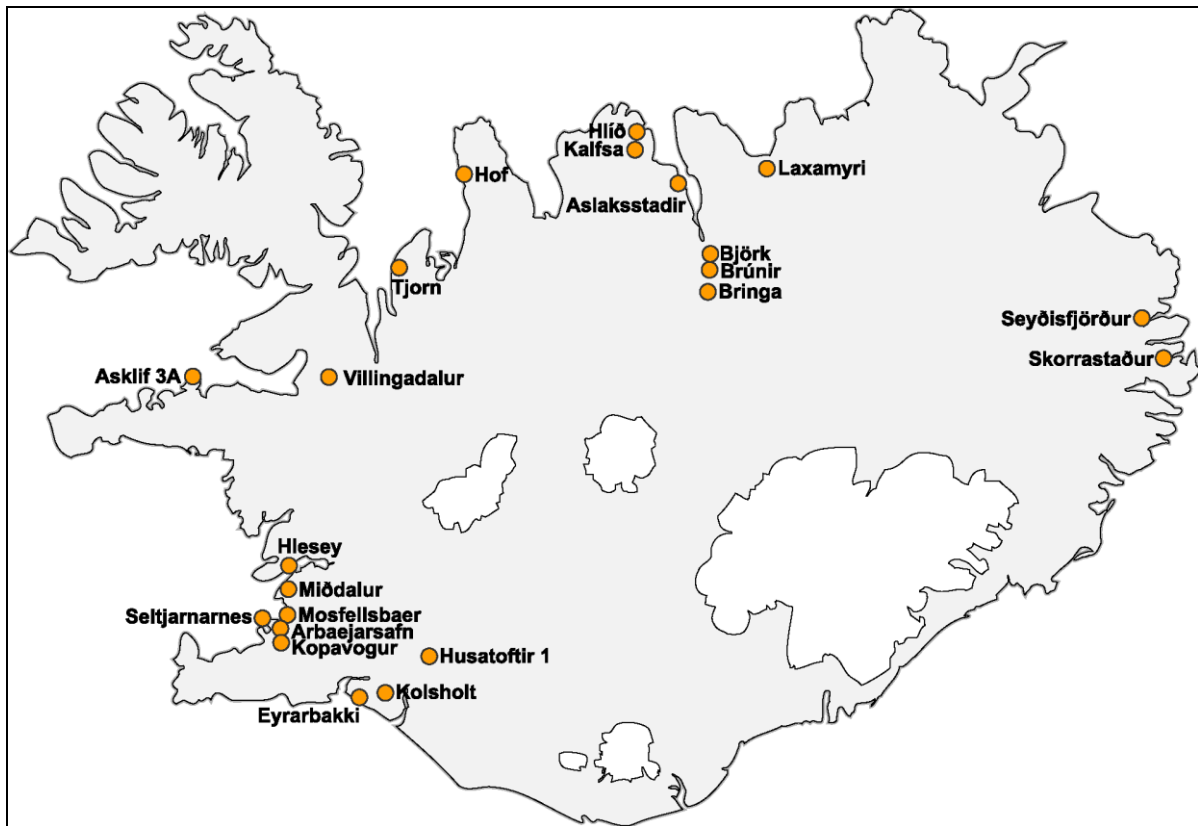 Hlíð
Kalfsa
Laxamyri
Hof
Aslaksstadir
Björk
Brúnir
Tjorn
Bringa
Seyðisfjörður
Skorrastaður
Asklif 3A
Villingadalur
Hlesey
Miðdalur
Seltjarnarnes
Mosfellsbaer
Arbaejarsafn
Kopavogur
Husatoftir 1
Kolsholt
Eyrarbakki